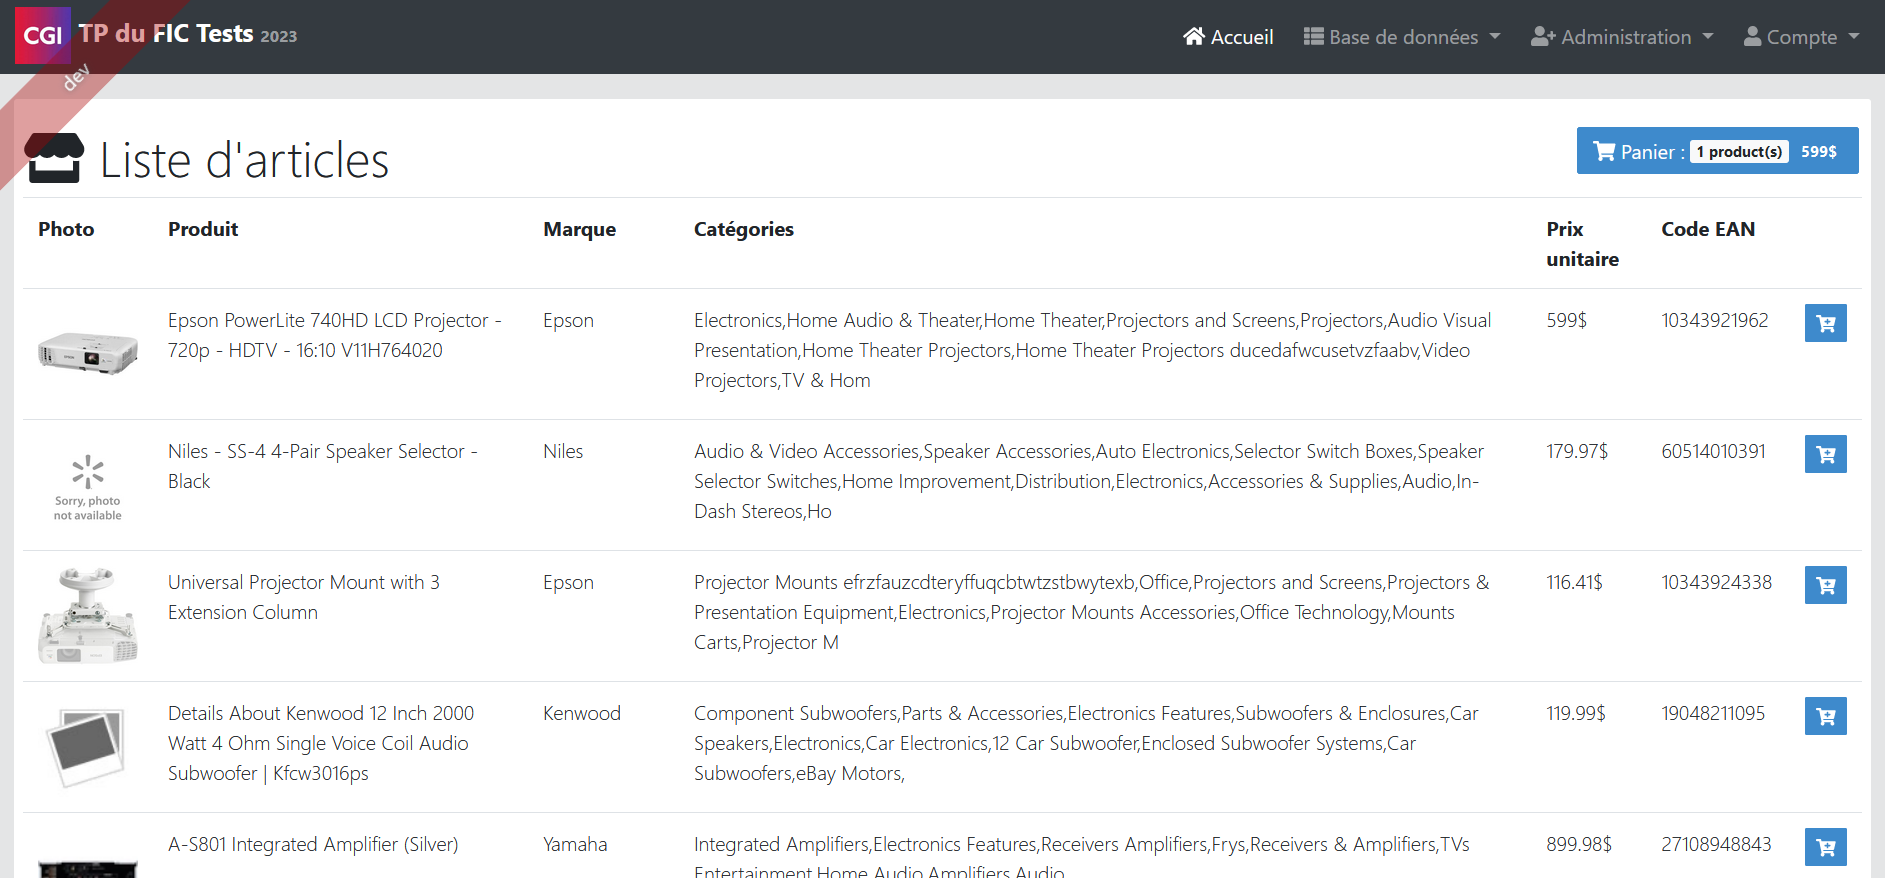 CGI TP du FIC Tests 2023 Accueil Base de données Administration Compte
dev
Liste d'articles
Panier : 1 product(s) 599$
Photo Produit Marque Catégories Prix unitaire Code EAN
Epson PowerLite 740HD LCD Projector -
720p - HDTV - 16:10 V11H764020
Epson
Electronics,Home Audio & Theater,Home Theater,Projectors and Screens,Projectors,Audio Visual
Presentation,Home Theater Projectors,Home Theater Projectors ducedafwcusetvzfaabv,Video
Projectors,TV & Hom
599$
10343921962
Sorry, photo
not available
Niles - SS-4 4-Pair Speaker Selector -
Black
Niles
Audio & Video Accessories,Speaker Accessories,Auto Electronics,Selector Switch Boxes,Speaker
Selector Switches,Home Improvement,Distribution,Electronics,Accessories & Supplies,Audio,In-
Dash Stereos,Ho
179.97$
60514010391
Universal Projector Mount with 3
Extension Column
Epson
Projector Mounts efrzfauzcdteryffuqcbtwtzstbwytexb,Office,Projectors and Screens,Projectors &
Presentation Equipment,Electronics,Projector Mounts Accessories,Office Technology,Mounts
Carts,Projector M
116.41$
10343924338
Details About Kenwood 12 Inch 2000
Watt 4 Ohm Single Voice Coil Audio
Subwoofer | Kfcw3016ps
Kenwood
Component Subwoofers,Parts & Accessories,Electronics Features,Subwoofers & Enclosures,Car
Speakers,Electronics,Car Electronics,12 Car Subwoofer,Enclosed Subwoofer Systems,Car
Subwoofers,eBay Motors,
119.99$
19048211095
A-S801 Integrated Amplifier (Silver)
Yamaha
Integrated Amplifiers,Electronics Features,Receivers Amplifiers,Frys,Receivers & Amplifiers,TVs
Entertainment,Home Audio,Amplifiers,Audio
899.98$
27108948843